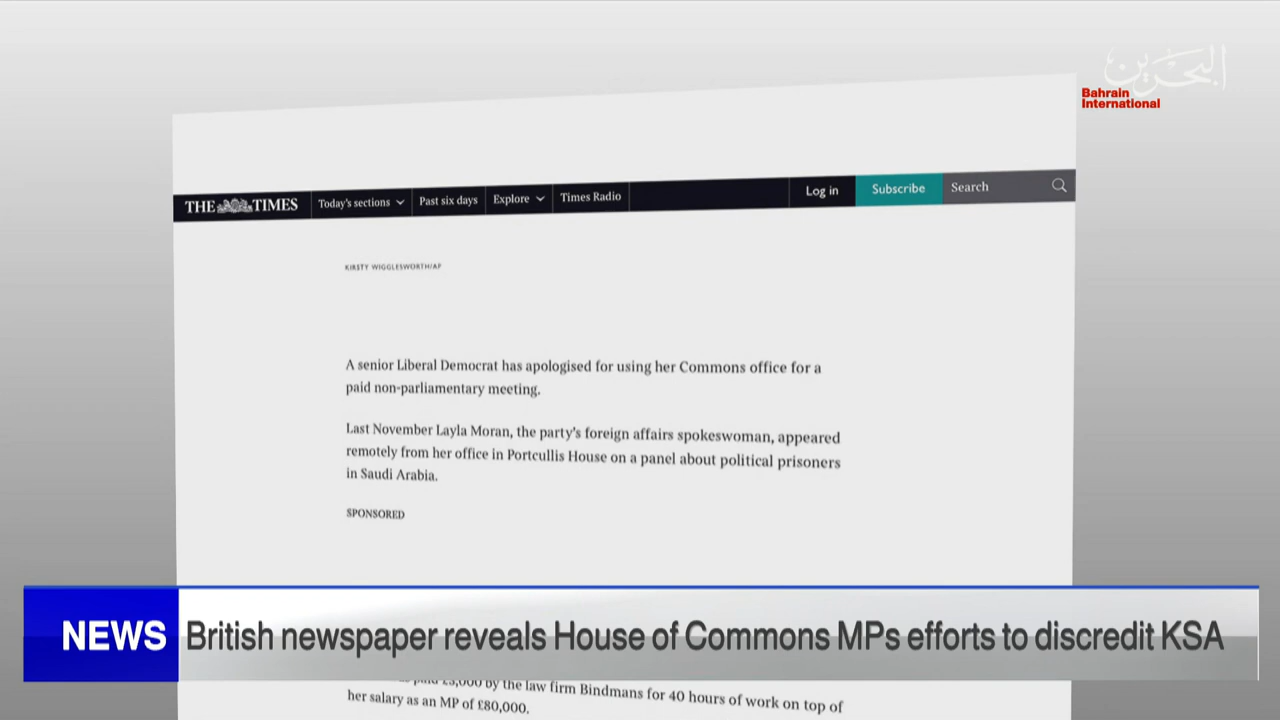 البحرين
Bahrain
International
THE TIMES
Today's sections
Past six days
Explore
Times Radio
Log in
Subscribe
Search
KIRSTY WIGGLESWORTH/AP
A senior Liberal Democrat has apologised for using her Commons office for a
paid non-parliamentary meeting.
Last November Layla Moran, the party's foreign affairs spokeswoman, appeared
remotely from her office in Portcullis House on a panel about political prisoners
in Saudi Arabia.
SPONSORED
NEWS
British newspaper reveals House of Commons MPs efforts to discredit KSA
paid £3,000 by the law firm Bindmans for 40 hours of work on top of
her salary as an MP of £80,000.